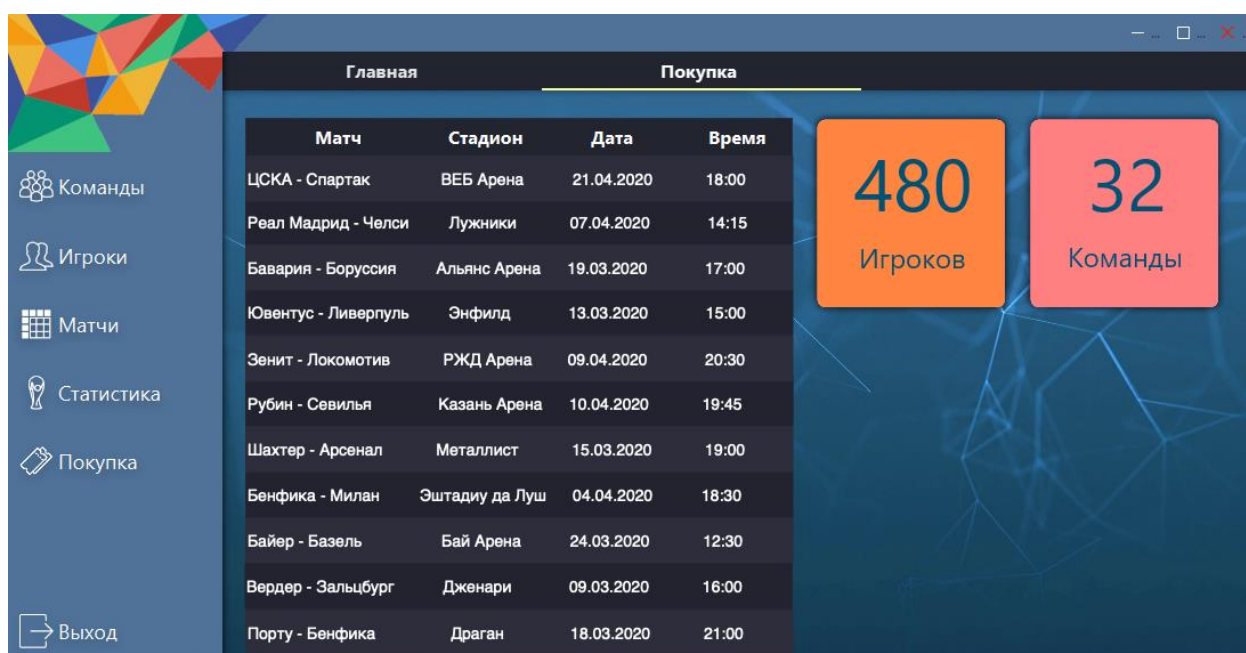 Главная Покупка
Команды
Игроки
Матчи
Статистика
Покупка
Выход
Матч Стадион Дата Время
ЦСКА - Спартак ВЕБ Арена 21.04.2020 18:00
Реал Мадрид - Челси Лужники 07.04.2020 14:15
Бавария - Боруссия Альянс Арена 19.03.2020 17:00
Ювентус - Ливерпуль Энфилд 13.03.2020 15:00
Зенит - Локомотив РЖД Арена 09.04.2020 20:30
Рубин - Севилья Казань Арена 10.04.2020 19:45
Шахтер - Арсенал Металлист 15.03.2020 19:00
Бенфика - Милан Эштадиу да Луш 04.04.2020 18:30
Байер - Базель Бай Арена 24.03.2020 12:30
Вердер - Зальцбург Дженари 09.03.2020 16:00
Порту - Бенфика Драган 18.03.2020 21:00
480
Игроков
32
Команды